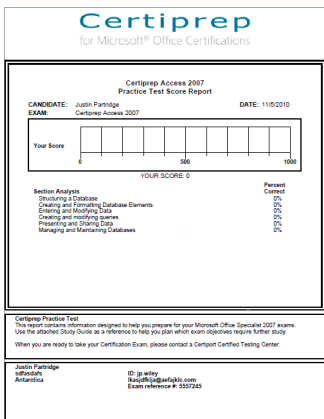 Certiprep
for Microsoft® Office Certifications
Certiprep Access 2007
Practice Test Score Report
CANDIDATE: Justin Partridge DATE: 11/5/2010
EXAM: Certiprep Access 2007
Your Score
0 500 1000
YOUR SCORE: 0
Percent
Section Analysis Correct
Structuring a Database 0%
Creating and Formatting Database Elements 0%
Entering and Modifying Data 0%
Creating and modifying queries 0%
Presenting and Sharing Data 0%
Managing and Maintaining Databases 0%
Certiprep Practice Test
This report contains information designed to help you prepare for your Microsoft Office Specialist 2007 exams.
Use the attached Study Guide as a reference to help you plan which exam objectives require further study.
When you are ready to take your Certification Exam, please contact a Certiport Certified Testing Center.
Justin Partridge
sdfasdafs ID: jp.wiley
Antarctica
Exam reference #: 5557245